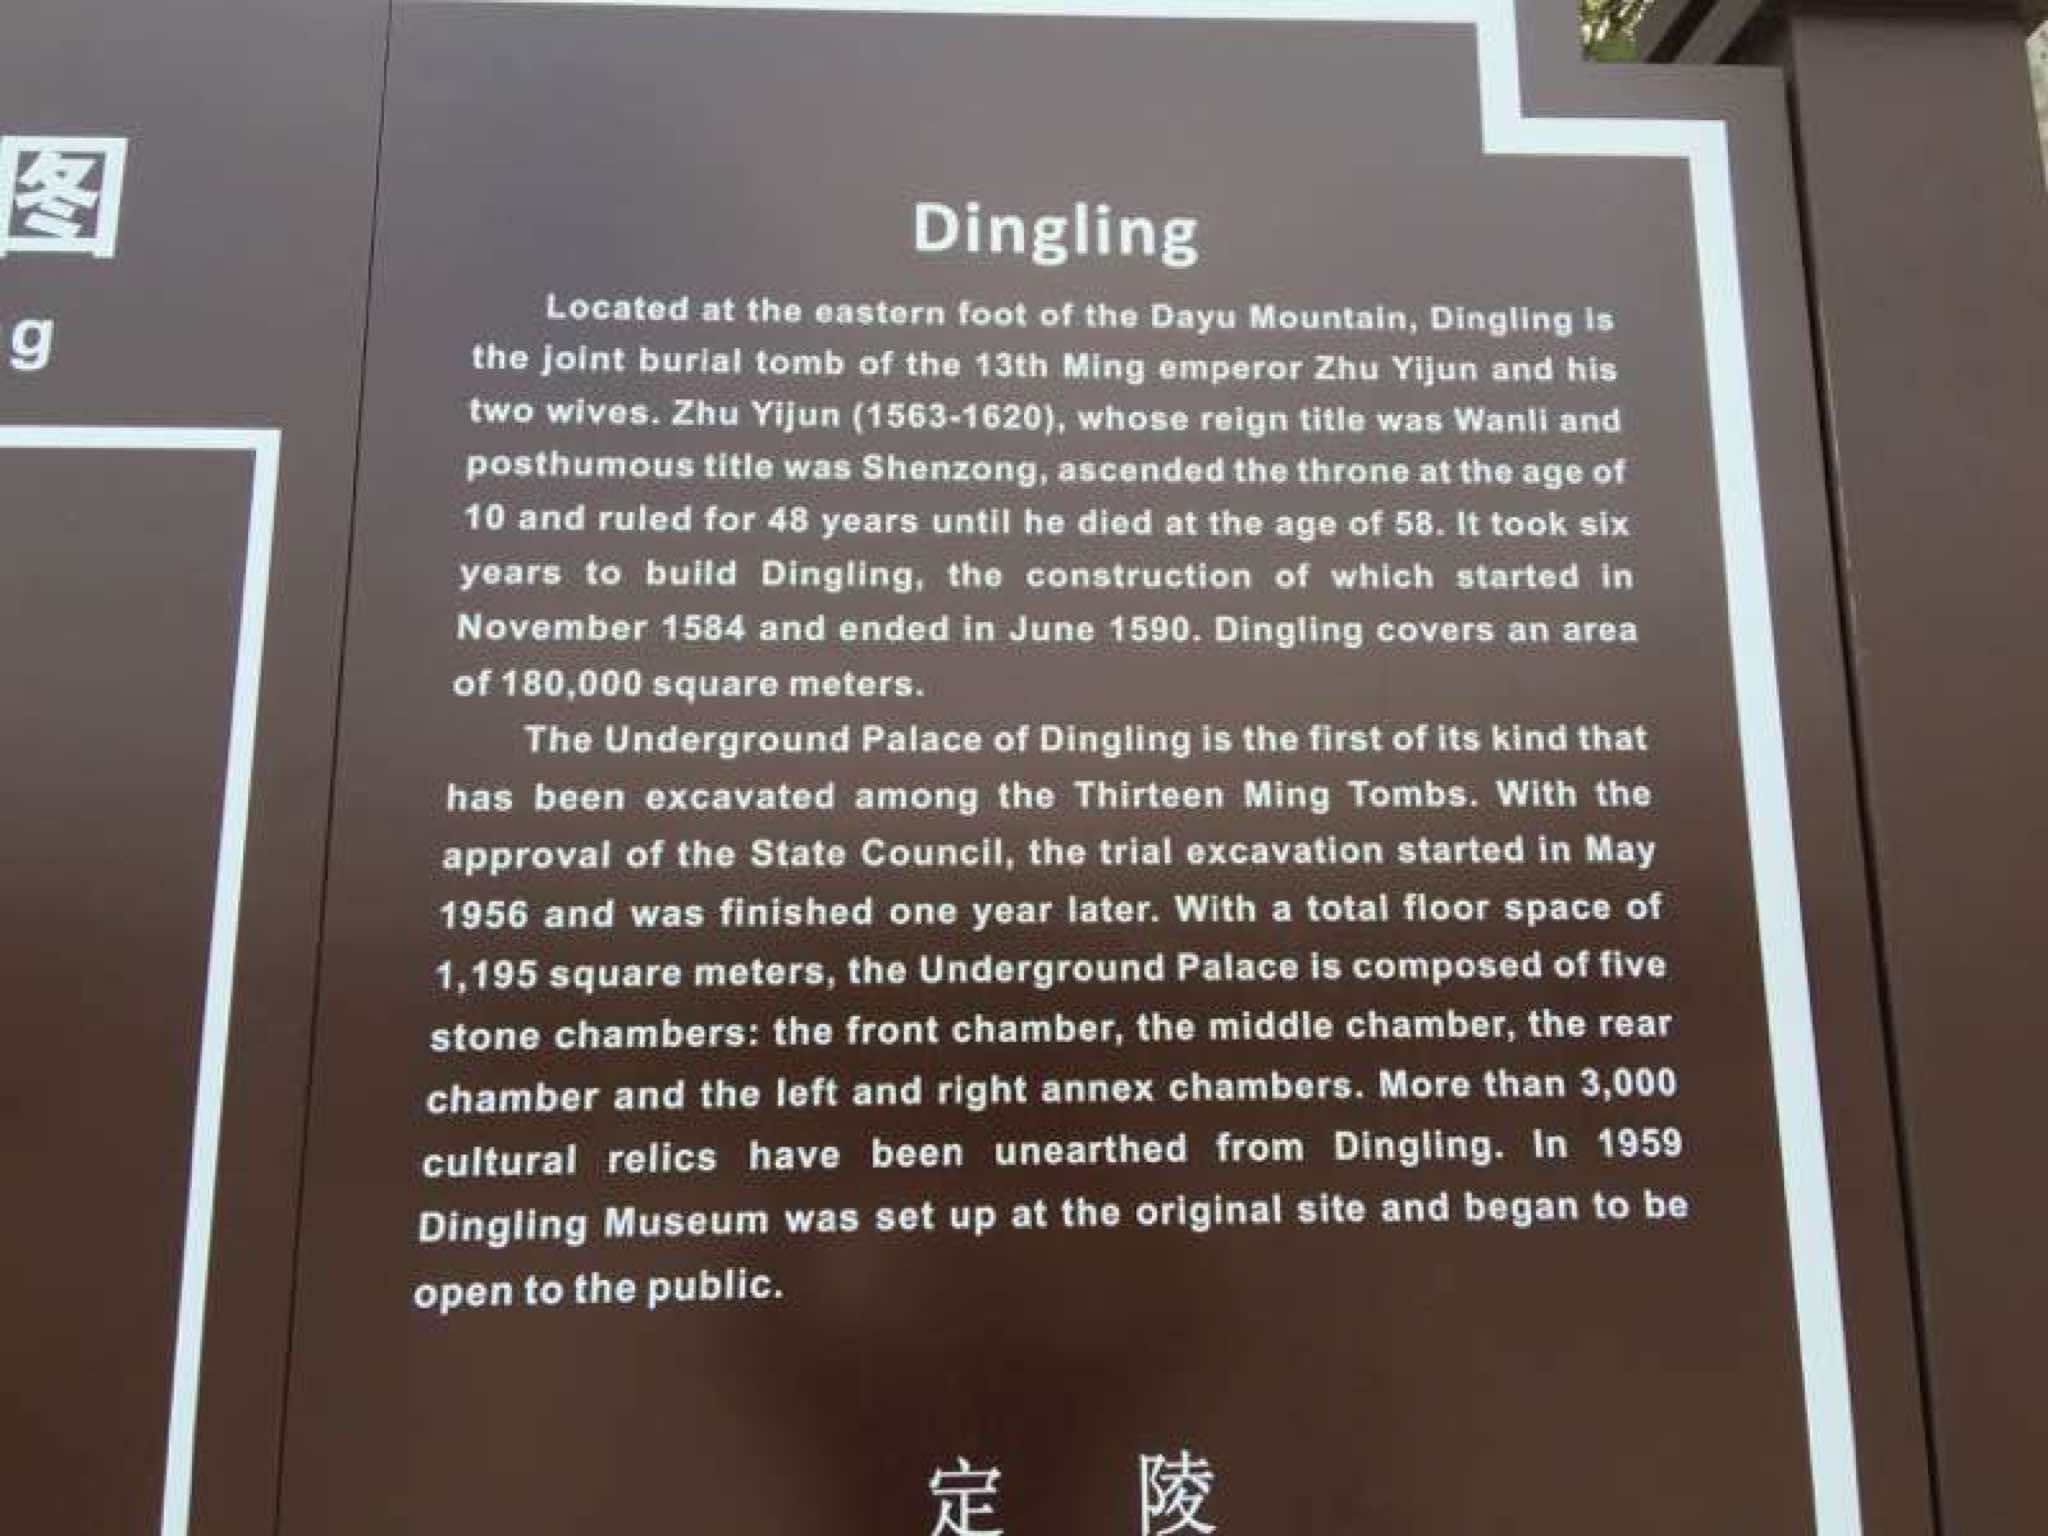 图
g
Dingling
Located at the eastern foot of the Dayu Mountain, Dingling is
the joint burial tomb of the 13th Ming emperor Zhu Yijun and his
two wives. Zhu Yijun (1563-1620), whose reign title was Wanli and
posthumous title was Shenzong, ascended the throne at the age of
10 and ruled for 48 years until he died at the age of 58. It took six
years to build Dingling, the construction of which started in
November 1584 and ended in June 1590. Dingling covers an area
of 180,000 square meters.
The Underground Palace of Dingling is the first of its kind that
has been excavated among the Thirteen Ming Tombs. With the
approval of the State Council, the trial excavation started in May
1956 and was finished one year later. With a total floor space of
1,195 square meters, the Underground Palace is composed of five
stone chambers: the front chamber, the middle chamber, the rear
chamber and the left and right annex chambers. More than 3,000
cultural relics have been unearthed from Dingling. In 1959
Dingling Museum was set up at the original site and began to be
open to the public.
定 陵